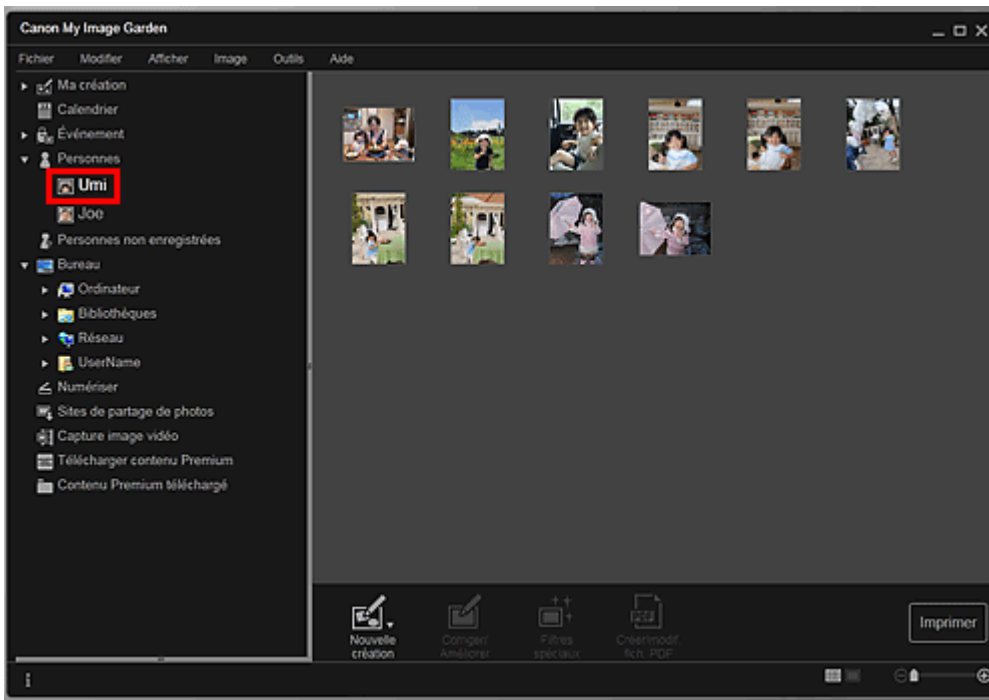 Canon My Image Garden
Fichier Modifier Afficher Image Outils Aide
Ma création
Calendrier
Événement
Personnes
Umi
Joe
Personnes non enregistrées
Bureau
Ordinateur
Bibliothèques
Réseau
UserName
Numériser
Sites de partage de photos
Capture image vidéo
Télécharger contenu Premium
Contenu Premium téléchargé
Nouvelle création
Corriger/ Améliorer
Filtres spéciaux
PDF
Créer/modif fich. PDF
Imprimer